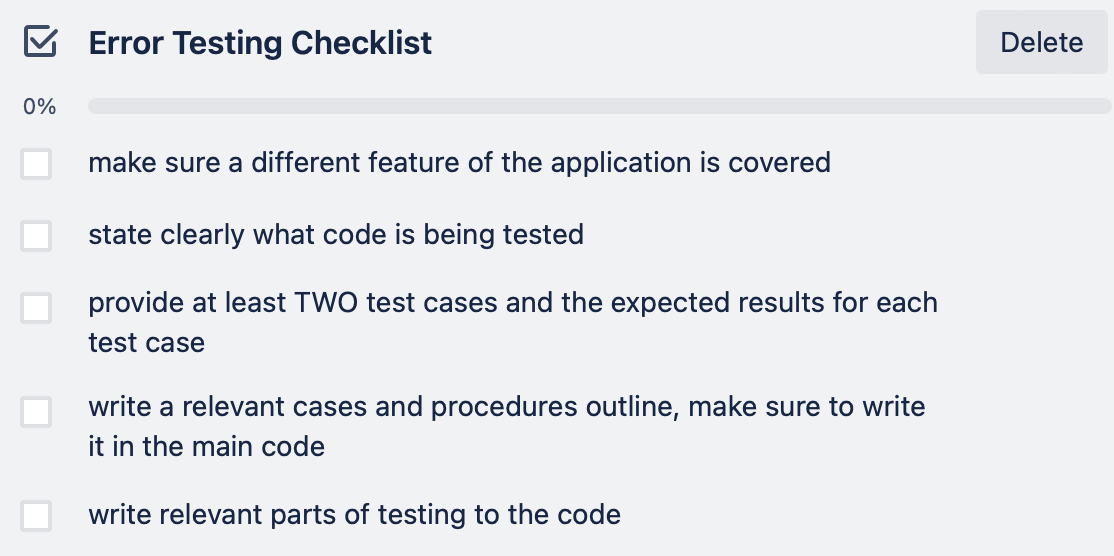 Error Testing Checklist
Delete
0%
make sure a different feature of the application is covered
state clearly what code is being tested
provide at least TWO test cases and the expected results for each
test case
write a relevant cases and procedures outline, make sure to write
it in the main code
write relevant parts of testing to the code